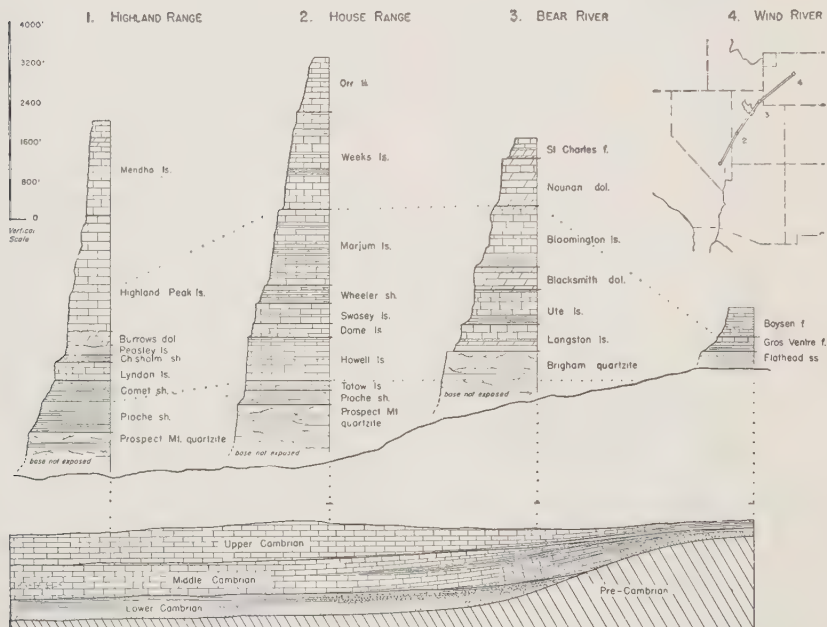 1. HIGHLAND RANGE
2. HOUSE RANGE
3. BEAR RIVER
4. WIND RIVER
4000'
3200'
2400
1600'
800'
0
Vertical
Scale
Mendha ls.
Highland Peak ls.
Burrows dol
Peasley ls
Chisholm sh
Lyndon ls.
Comet sh.
Pioche sh.
Prospect Mt. quartzite
base not exposed
Orr ls
Weeks ls.
Marjum ls.
Wheeler sh.
Swasey ls.
Dome ls
Howell ls
Totow ls
Pioche sh.
Prospect Mt
quartzite
base not exposed
St Charles f.
Nounan dol.
Bloomington ls.
Blacksmith dol.
Ute ls.
Langston ls.
Brigham quartzite
base not exposed
4
3
2
Boysen f
Gros Ventre f.
Flathead ss
Upper Cambrian
Middle Cambrian
Lower Cambrian
Pre-Cambrian